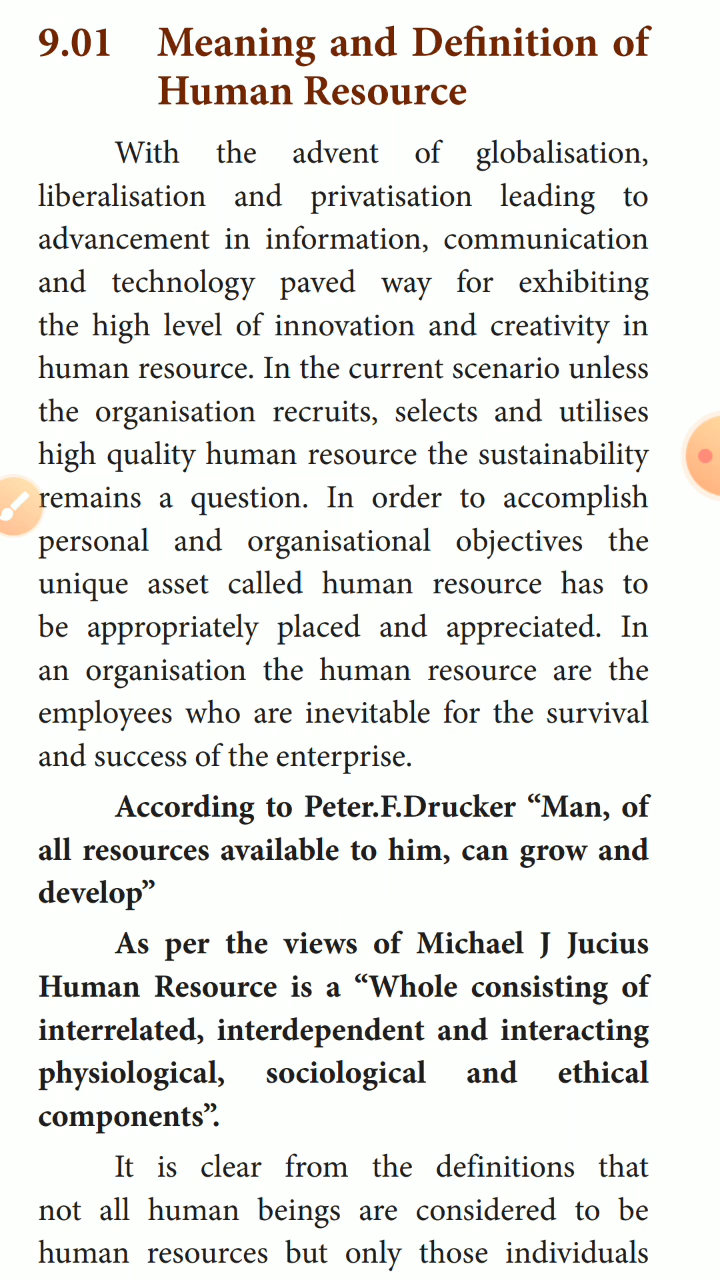 9.01 Meaning and Definition of
Human Resource
With the advent of globalisation,
liberalisation and privatisation leading to
advancement in information, communication
and technology paved way for exhibiting
the high level of innovation and creativity in
human resource. In the current scenario unless
the organisation recruits, selects and utilises
high quality human resource the sustainability
remains a question. In order to accomplish
personal and organisational objectives the
unique asset called human resource has to
be appropriately placed and appreciated. In
an organisation the human resource are the
employees who are inevitable for the survival
and success of the enterprise.
According to Peter.F.Drucker “Man, of
all resources available to him, can grow and
develop”
As per the views of Michael J Jucius
Human Resource is a “Whole consisting of
interrelated, interdependent and interacting
physiological, sociological and ethical
components”.
It is clear from the definitions that
not all human beings are considered to be
human resources but only those individuals